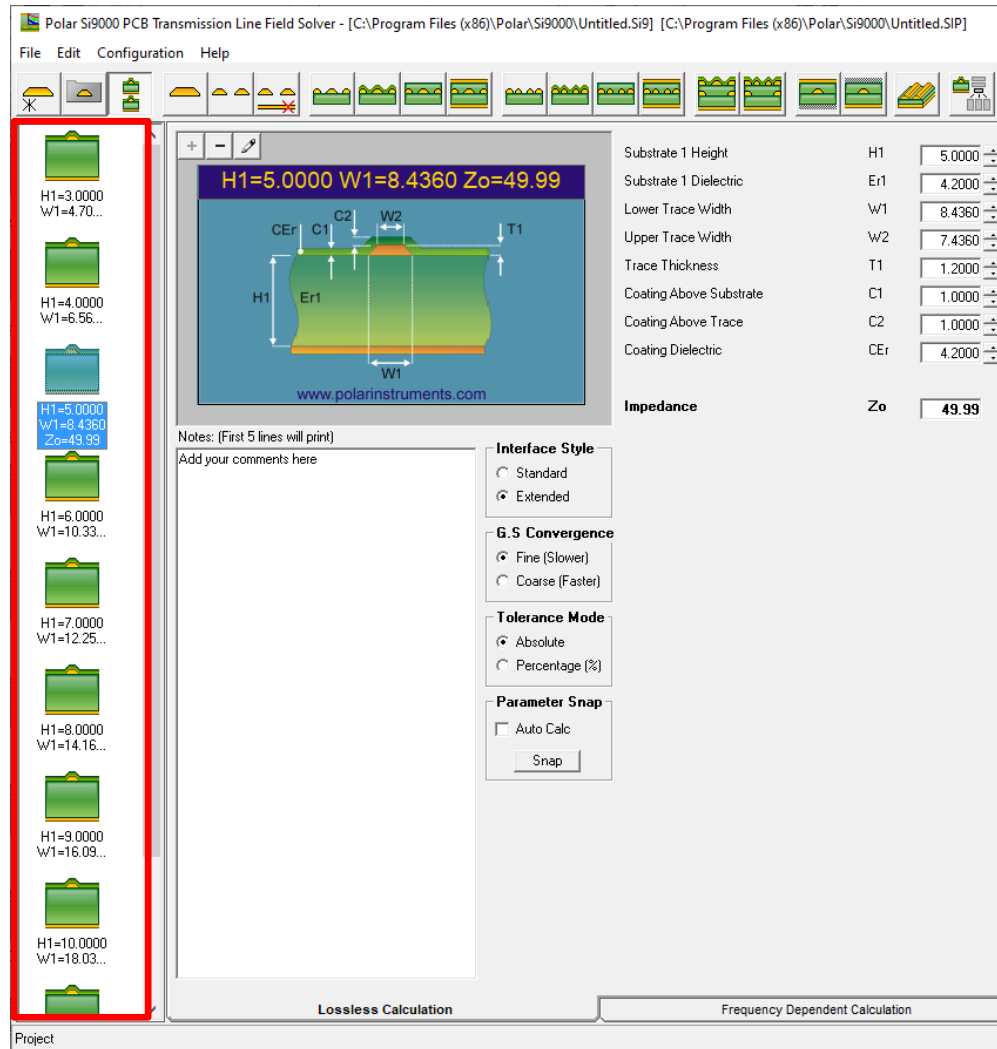 Polar Si9000 PCB Transmission Line Field Solver - [C:\Program Files (x86)\Polar\Si9000\Untitled.Si9] [C:\Program Files (x86)\Polar\Si9000\Untitled.SIP]
File Edit Configuration Help
H1=3.0000
W1=4.70...
H1=4.0000
W1=6.56...
H1=5.0000
W1=8.4360
Zo=49.99
H1=6.0000
W1=10.33...
H1=7.0000
W1=12.25...
H1=8.0000
W1=14.16...
H1=9.0000
W1=16.09...
H1=10.0000
W1=18.03...
H1=5.0000 W1=8.4360 Zo=49.99
C2 W2
CEr C1 T1
H1 Er1
W1
www.polarinstruments.com
Notes: (First 5 lines will print)
Add your comments here
Interface Style
Standard
Extended
G.S Convergence
Fine (Slower)
Coarse (Faster)
Tolerance Mode
Absolute
Percentage (%)
Parameter Snap
Auto Calc
Snap
Substrate 1 Height H1 5.0000
Substrate 1 Dielectric Er1 4.2000
Lower Trace Width W1 8.4360
Upper Trace Width W2 7.4360
Trace Thickness T1 1.2000
Coating Above Substrate C1 1.0000
Coating Above Trace C2 1.0000
Coating Dielectric CEr 4.2000
Impedance Zo 49.99
Lossless Calculation
Frequency Dependent Calculation
Project